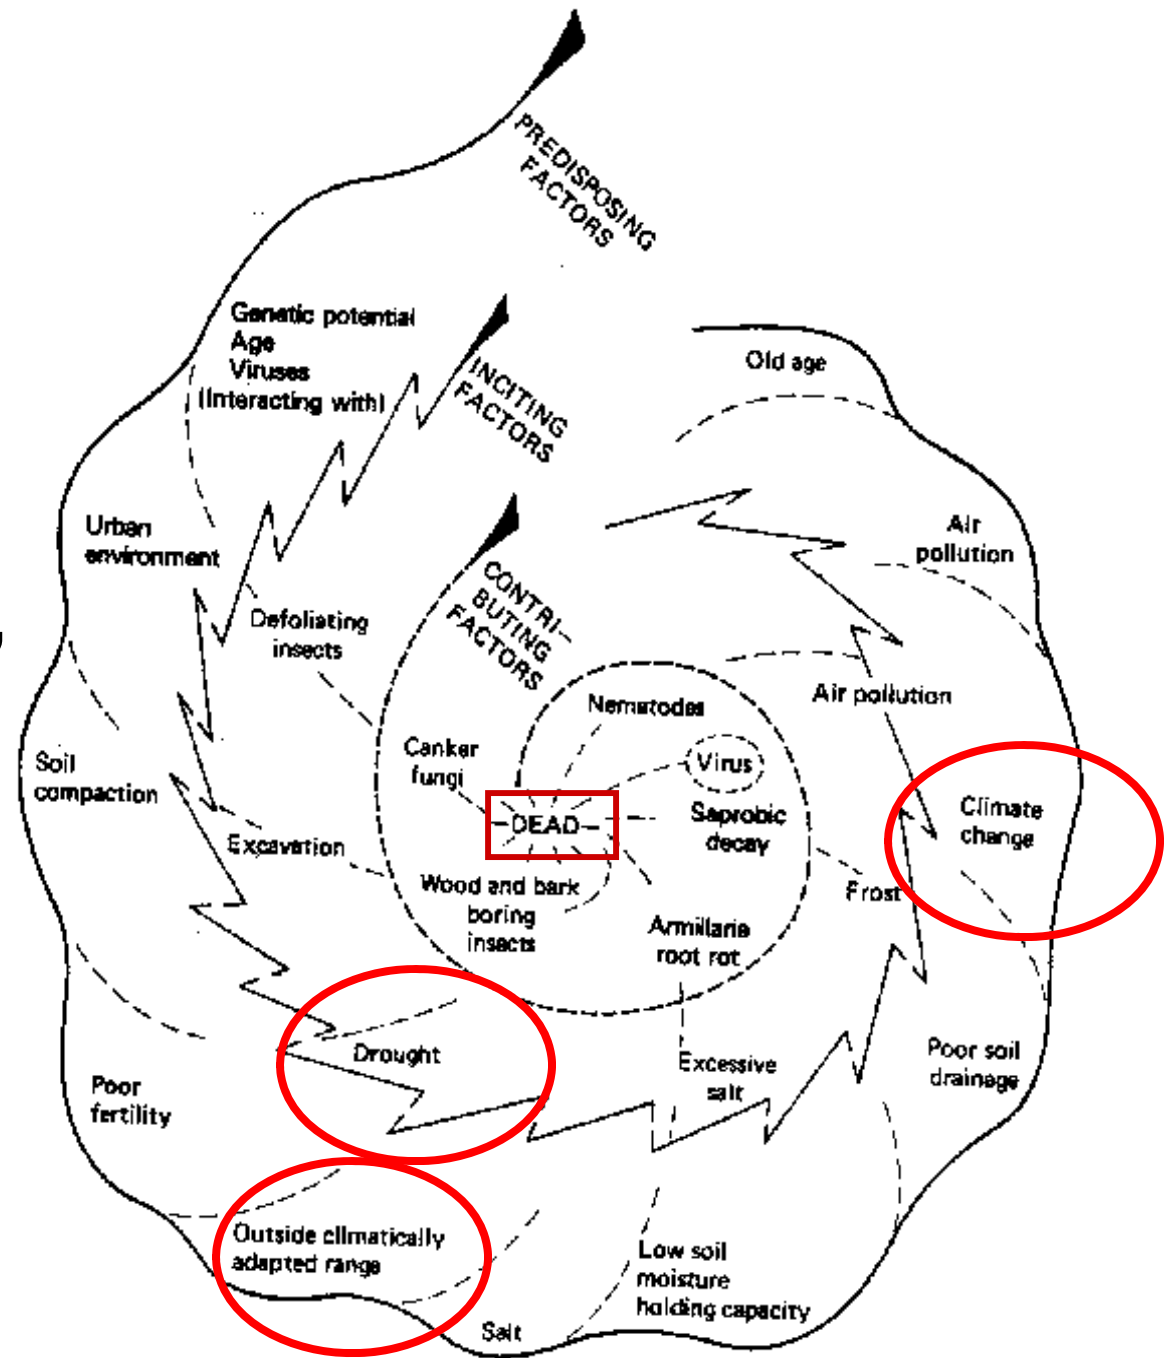 PREDISPOSING
FACTORS
Genetic potential
Age
Viruses
(Interacting with)
INCITING
FACTORS
Old age
Urban
environment
Air
pollution
CONTRI-
BUTING
FACTORS
Defoliating
insects
Nematodes
Air pollution
Canker
fungi
Virus
Soil
compaction
Climate
change
DEAD
Saprobic
decay
Excavation
Wood and bark
boring
insects
Frost
Armillaria
root rot
Drought
Excessive
salt
Poor soil
drainage
Poor
fertility
Outside climatically
adapted range
Low soil
moisture
holding capacity
Salt